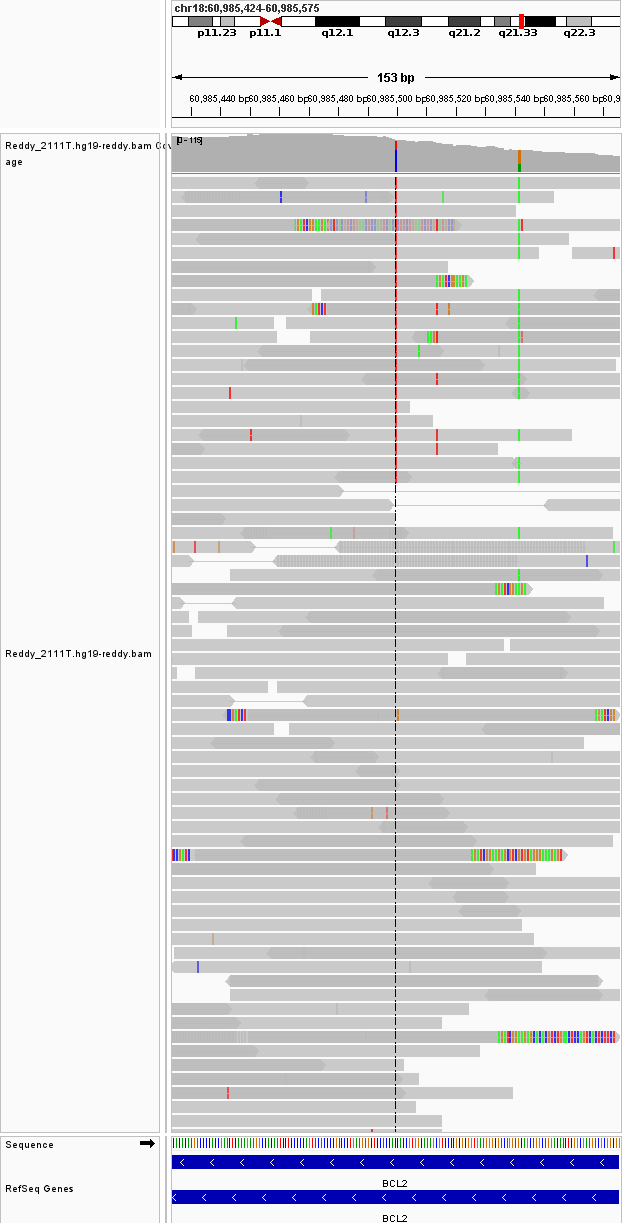 chr18:60,985,424-60,985,575
p11.23 p11.1 q12.1 q12.3 q21.2 q21.33 q22.3
153 bp
60,985,440 bp 60,985,460 bp 60,985,480 bp 60,985,500 bp 60,985,520 bp 60,985,540 bp 60,985,560 bp 60,9
Reddy_2111T.hg19-reddy.bam Cov
age
Reddy_2111T.hg19-reddy.bam
Sequence
BCL2
RefSeq Genes
BCL2